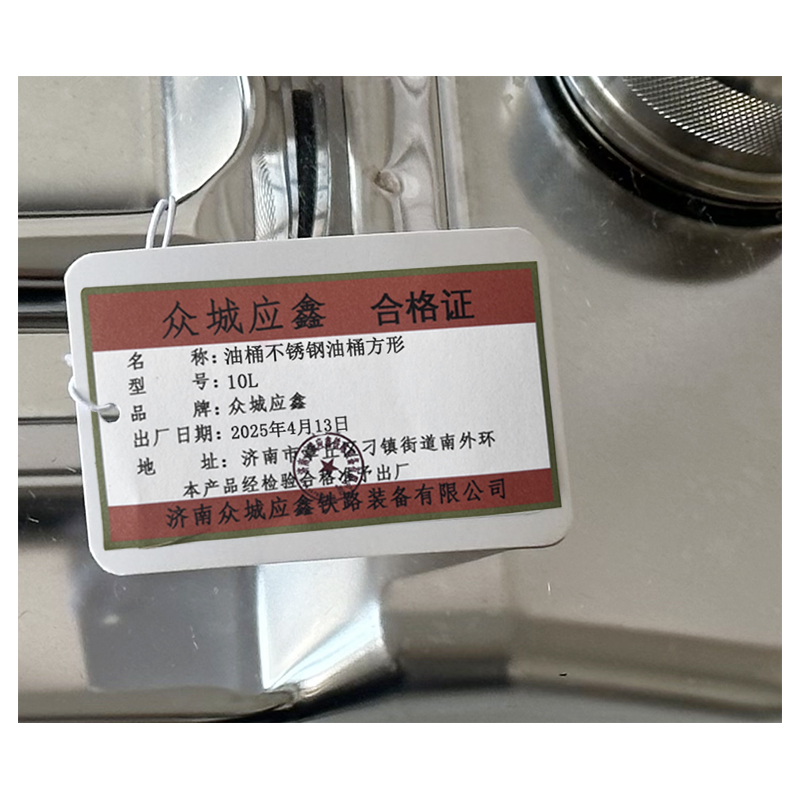 众城应鑫 合格证
名 称：油桶不锈钢油桶方形
型 号：10L
品 牌：众城应鑫
出厂日期：2025年4月13日
地 址：济南市 丘 刁镇街道南外环
本产品经检验合格准予出厂
济南众城应鑫铁路装备有限公司